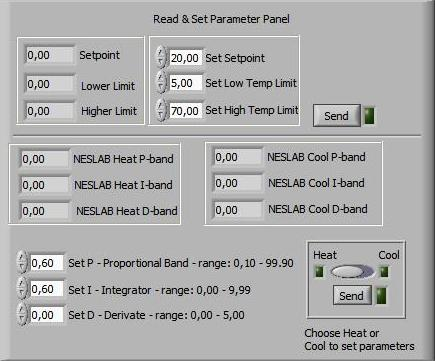 Read & Set Parameter Panel
0,00 Setpoint
0,00 Lower Limit
0,00 Higher Limit
20,00 Set Setpoint
5,00 Set Low Temp Limit
70,00 Set High Temp Limit
Send
0,00 NESLAB Heat P-band
0,00 NESLAB Heat I-band
0,00 NESLAB Heat D-band
0,00 NESLAB Cool P-band
0,00 NESLAB Cool I-band
0,00 NESLAB Cool D-band
0,60 Set P - Proportional Band - range: 0,10 - 99.90
0,60 Set I - Integrator - range: 0,00 - 9,99
0,00 Set D - Derivate - range: 0,00 - 5,00
Heat Cool
Send
Choose Heat or
Cool to set parameters